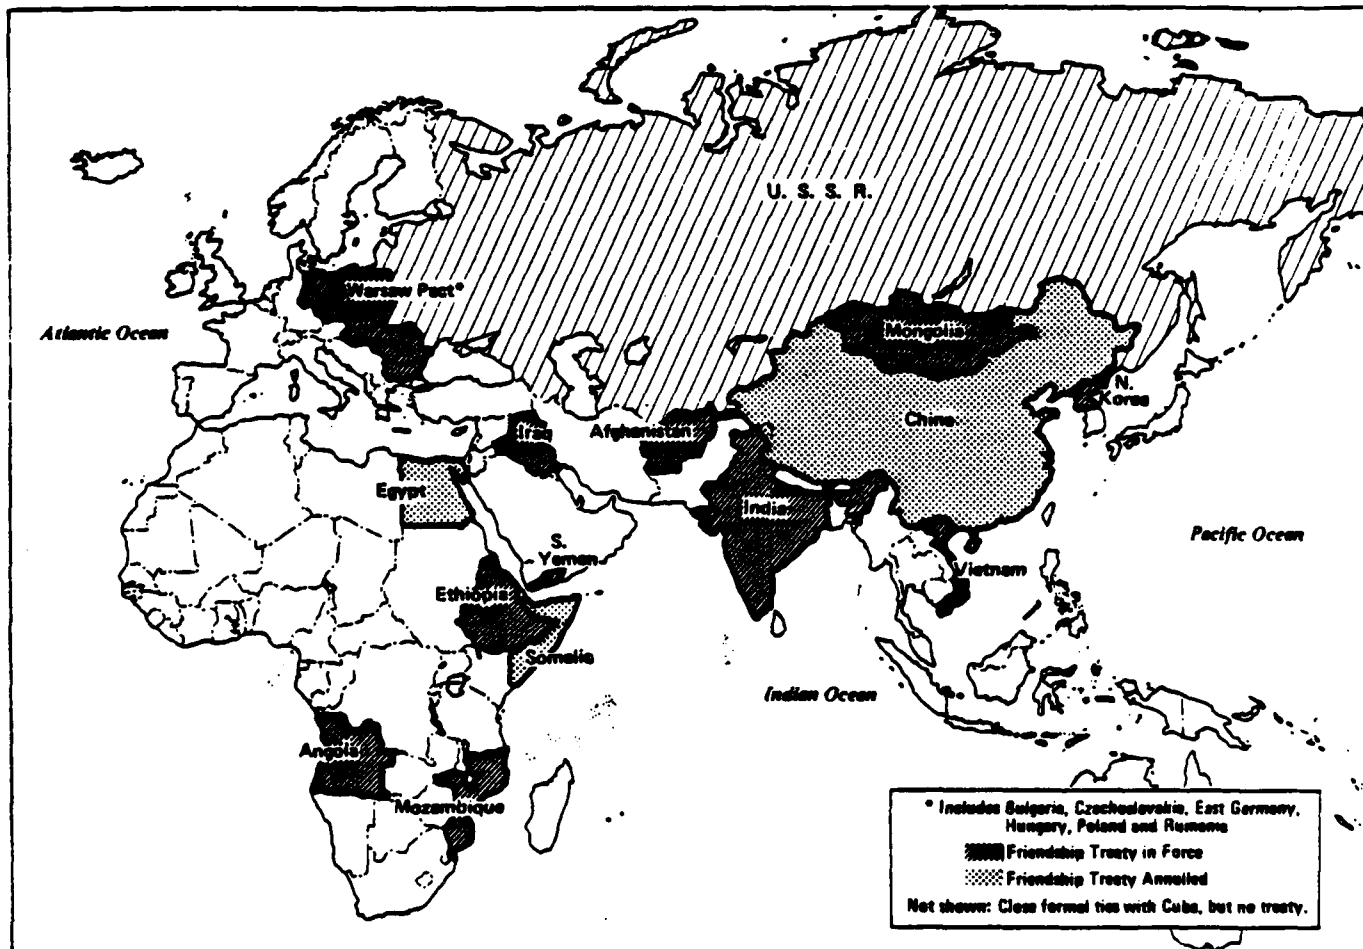 U. S. S. R.
Warsaw Pact*
Atlantic Ocean
Mongolia
N.
Korea
China
Iraq
Afghanistan
Egypt
India
Pacific Ocean
S.
Yemen
Vietnam
Ethiopia
Somalia
Indian Ocean
Angola
Mozambique
* Includes Bulgaria, Czechoslovakia, East Germany,
Hungary, Poland and Rumania
Friendship Treaty in Force
Friendship Treaty Annulled
Not shown: Close formal ties with Cuba, but no treaty.